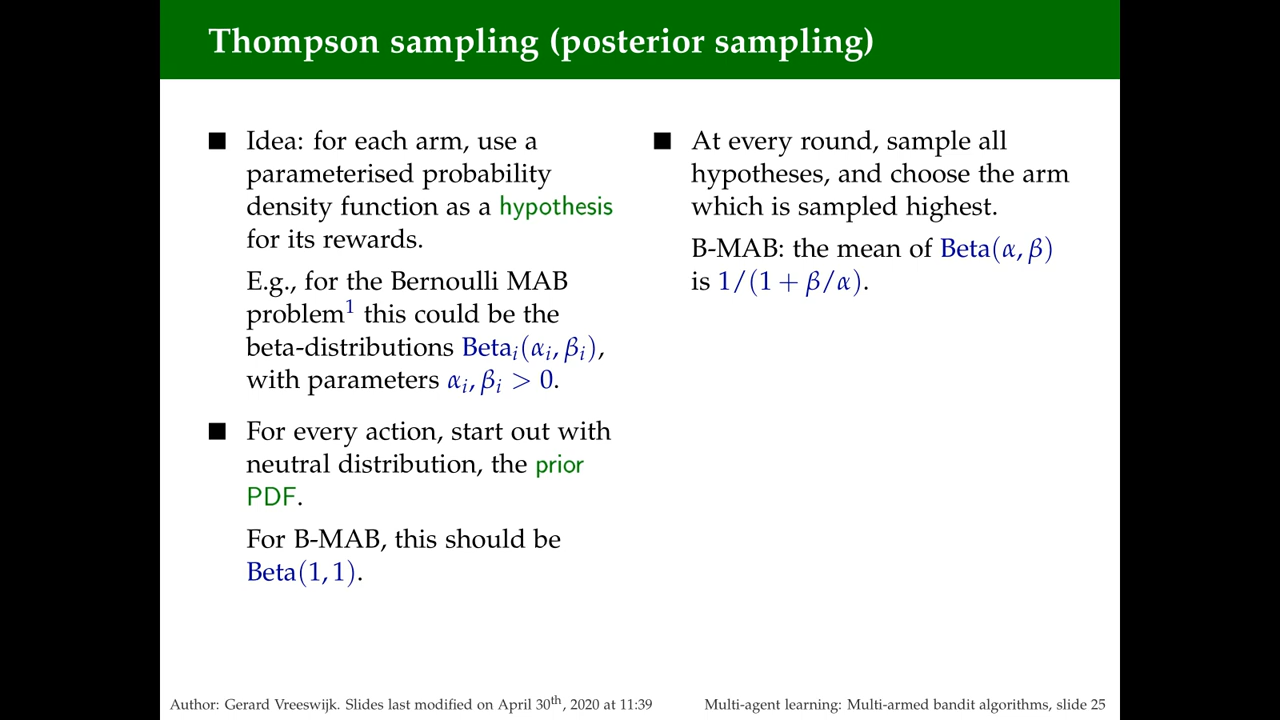 Thompson sampling (posterior sampling)
■ Idea: for each arm, use a
parameterised probability
density function as a hypothesis
for its rewards.
E.g., for the Bernoulli MAB
problem¹ this could be the
beta-distributions Betaᵢ(αᵢ, βᵢ),
with parameters αᵢ, βᵢ > 0.
■ For every action, start out with
neutral distribution, the prior
PDF.
For B-MAB, this should be
Beta(1, 1).
■ At every round, sample all
hypotheses, and choose the arm
which is sampled highest.
B-MAB: the mean of Beta(α, β)
is 1/(1 + β/α).
Author: Gerard Vreeswijk. Slides last modified on April 30th, 2020 at 11:39
Multi-agent learning: Multi-armed bandit algorithms, slide 25